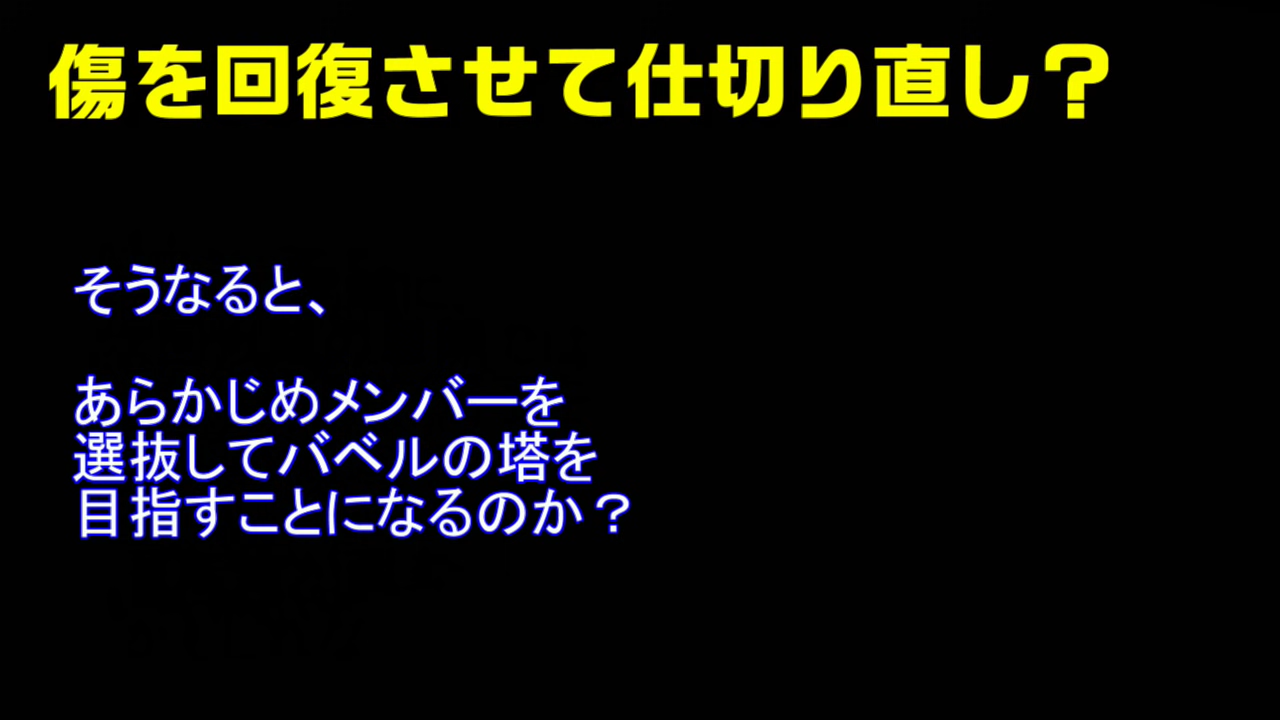 傷を回復させて仕切り直し？
そうなると、
あらかじめメンバーを
選抜してバベルの塔を
目指すことになるのか？